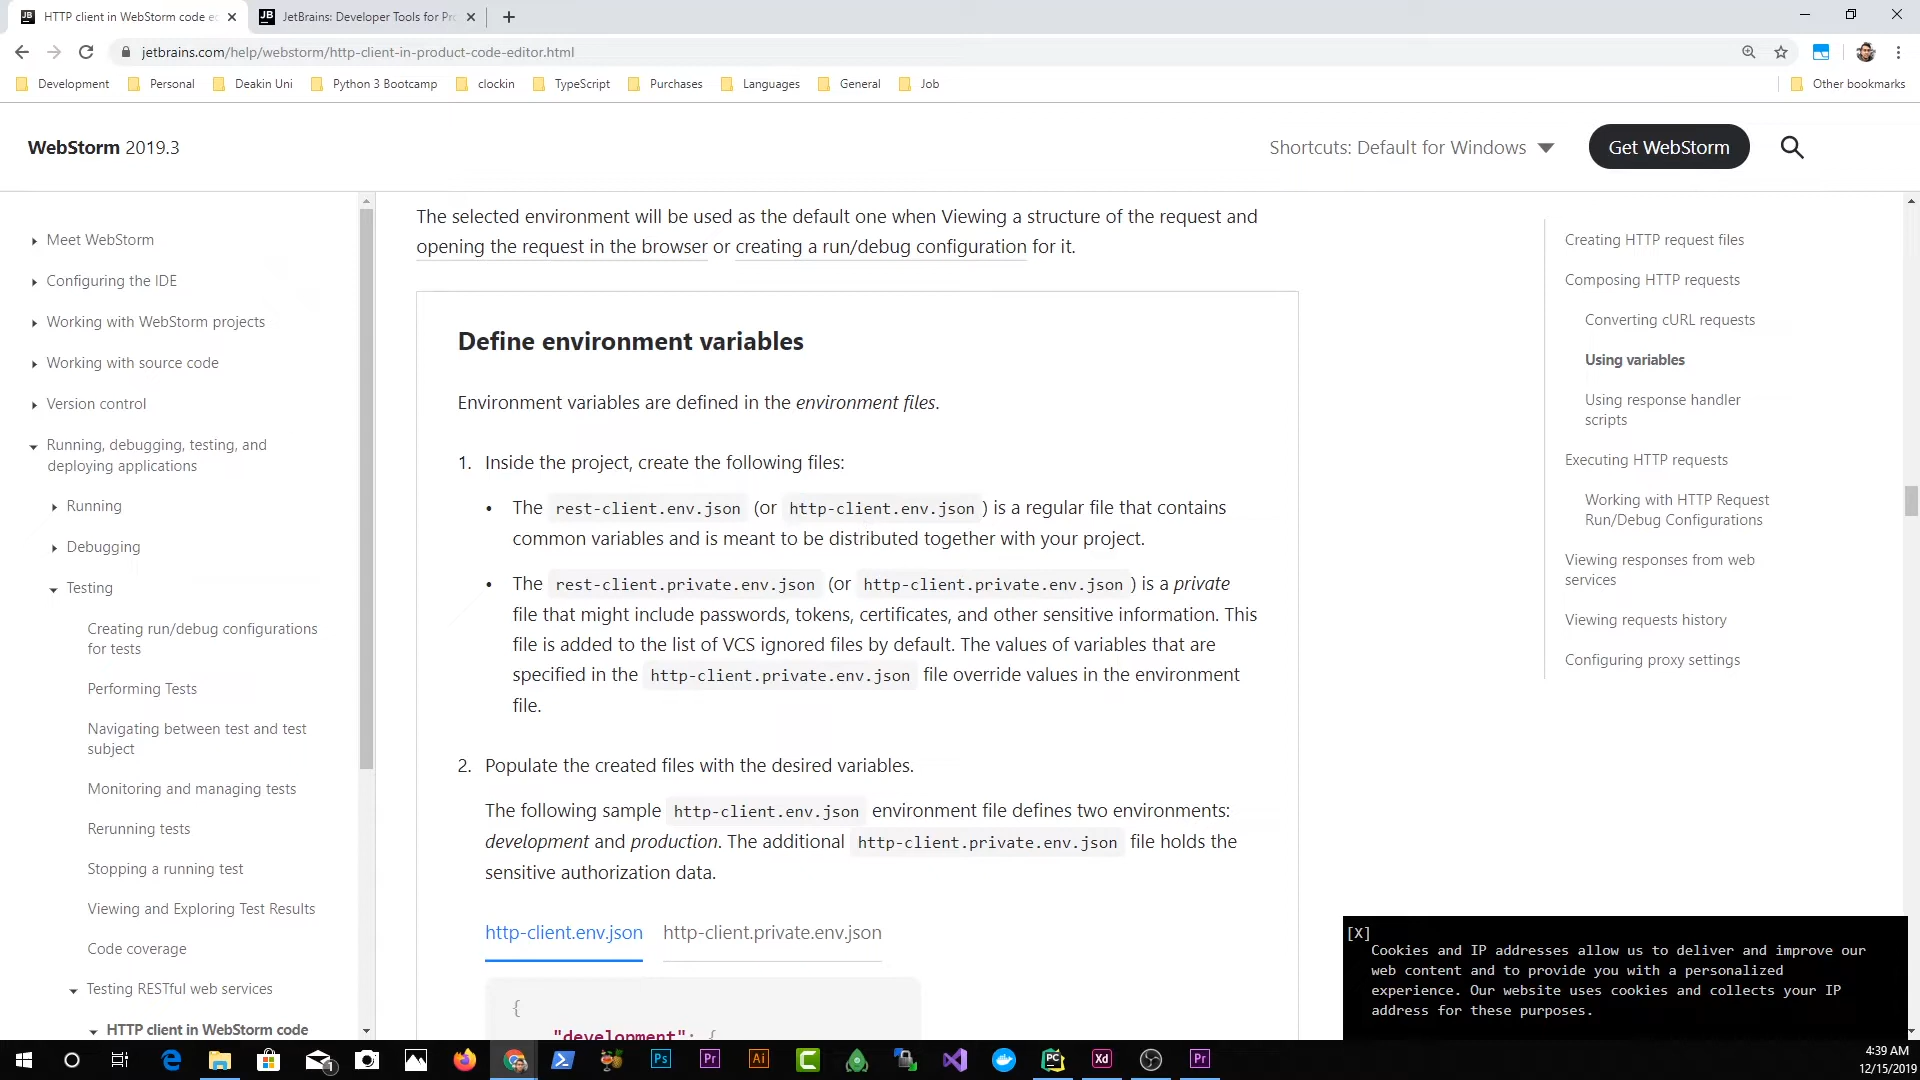 HTTP client in WebStorm code ec
JetBrains: Developer Tools for Pro
jetbrains.com/help/webstorm/http-client-in-product-code-editor.html
Development Personal Deakin Uni Python 3 Bootcamp clockin TypeScript Purchases Languages General Job Other bookmarks
WebStorm 2019.3
Shortcuts: Default for Windows
Get WebStorm
Meet WebStorm
Configuring the IDE
Working with WebStorm projects
Working with source code
Version control
Running, debugging, testing, and
deploying applications
Running
Debugging
Testing
Creating run/debug configurations
for tests
Performing Tests
Navigating between test and test
subject
Monitoring and managing tests
Rerunning tests
Stopping a running test
Viewing and Exploring Test Results
Code coverage
Testing RESTful web services
HTTP client in WebStorm code
The selected environment will be used as the default one when Viewing a structure of the request and
opening the request in the browser or creating a run/debug configuration for it.
Define environment variables
Environment variables are defined in the environment files.
1. Inside the project, create the following files:
• The rest-client.env.json (or http-client.env.json ) is a regular file that contains
common variables and is meant to be distributed together with your project.
• The rest-client.private.env.json (or http-client.private.env.json ) is a private
file that might include passwords, tokens, certificates, and other sensitive information. This
file is added to the list of VCS ignored files by default. The values of variables that are
specified in the http-client.private.env.json file override values in the environment
file.
2. Populate the created files with the desired variables.
The following sample http-client.env.json environment file defines two environments:
development and production. The additional http-client.private.env.json file holds the
sensitive authorization data.
http-client.env.json http-client.private.env.json
{
"development": {
Creating HTTP request files
Composing HTTP requests
Converting cURL requests
Using variables
Using response handler
scripts
Executing HTTP requests
Working with HTTP Request
Run/Debug Configurations
Viewing responses from web
services
Viewing requests history
Configuring proxy settings
[X]
Cookies and IP addresses allow us to deliver and improve our
web content and to provide you with a personalized
experience. Our website uses cookies and collects your IP
address for these purposes.
4:39 AM
12/15/2019